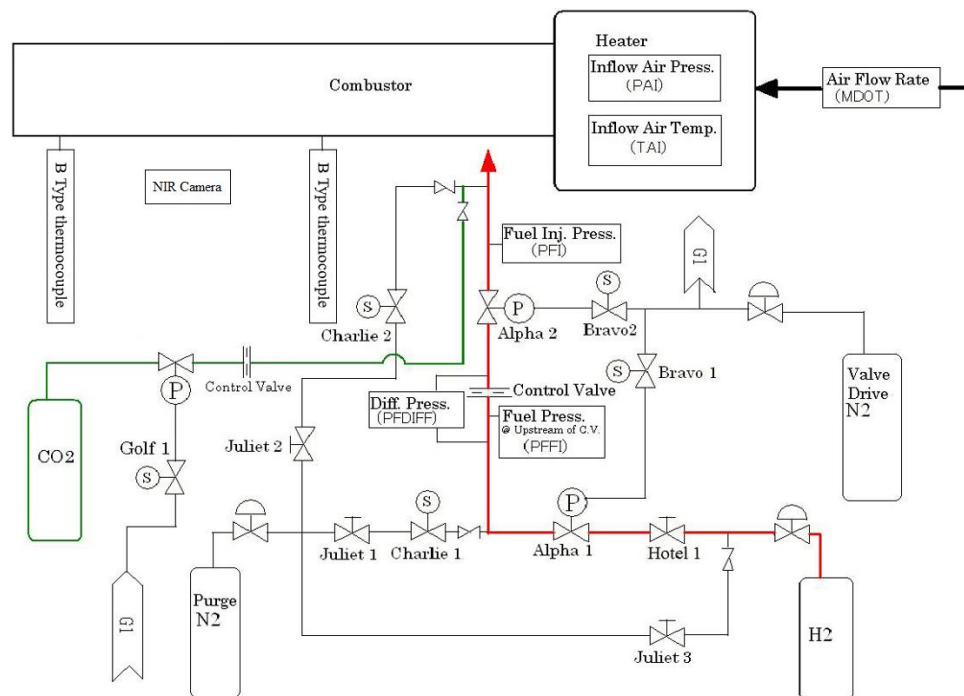 Heater
Inflow Air Press.
(PAI)
Combustor
Air Flow Rate
(MDOT)
Inflow Air Temp.
(TAI)
B Type thermocouple
NIR Camera
B Type thermocouple
Fuel Inj. Press.
(PFI)
G1
S
S
P
Charlie 2
Alpha 2
Bravo2
Control Valve
P
S
Bravo 1
Valve
Drive
N2
Diff. Press.
(PFDIFF)
Control Valve
Fuel Press.
@ Upstream of C.V.
(PFFI)
CO2
Golf 1
Juliet 2
S
S
P
Juliet 1
Charlie 1
Alpha 1
Hotel 1
G1
Purge
N2
H2
Juliet 3